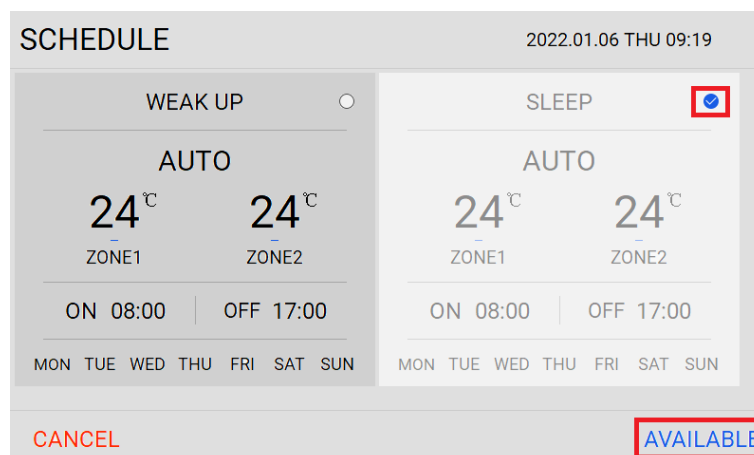 SCHEDULE 2022.01.06 THU 09:19
WEAK UP
AUTO
24℃ 24℃
ZONE1 ZONE2
ON 08:00 OFF 17:00
MON TUE WED THU FRI SAT SUN
SLEEP
AUTO
24℃ 24℃
ZONE1 ZONE2
ON 08:00 OFF 17:00
MON TUE WED THU FRI SAT SUN
CANCEL AVAILABLE